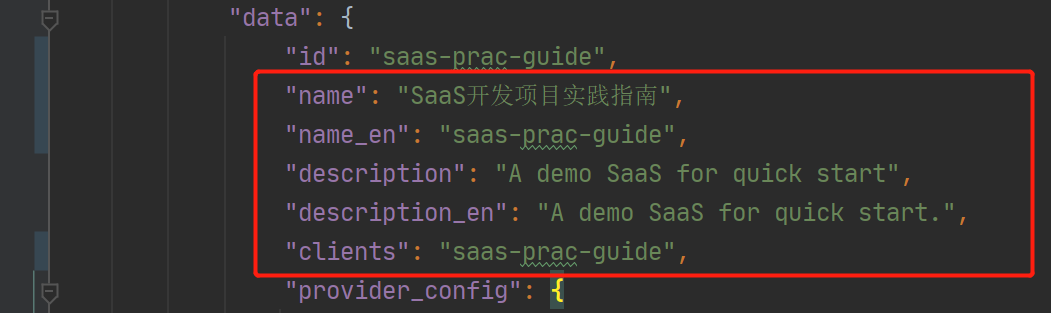 "data": {
"id": "saas-prac-guide",
"name": "SaaS开发项目实践指南",
"name_en": "saas-prac-guide",
"description": "A demo SaaS for quick start",
"description_en": "A demo SaaS for quick start.",
"clients": "saas-prac-guide",
"provider_config": {